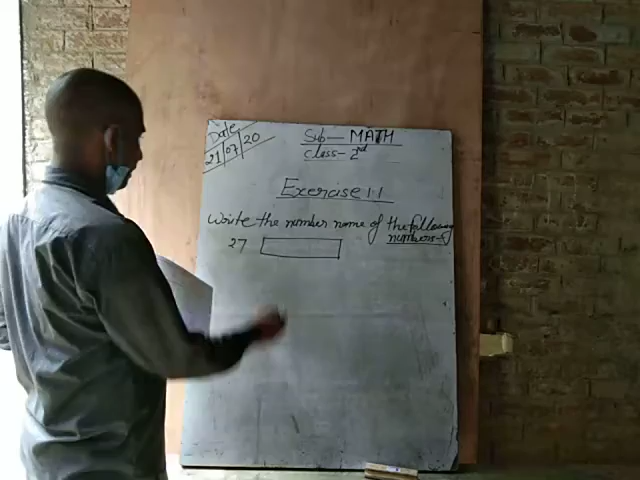 Date
21/07/20
Sub- MATH
Class- 2nd
Exercise 1.1
Write the number name of the following
numbers-
27